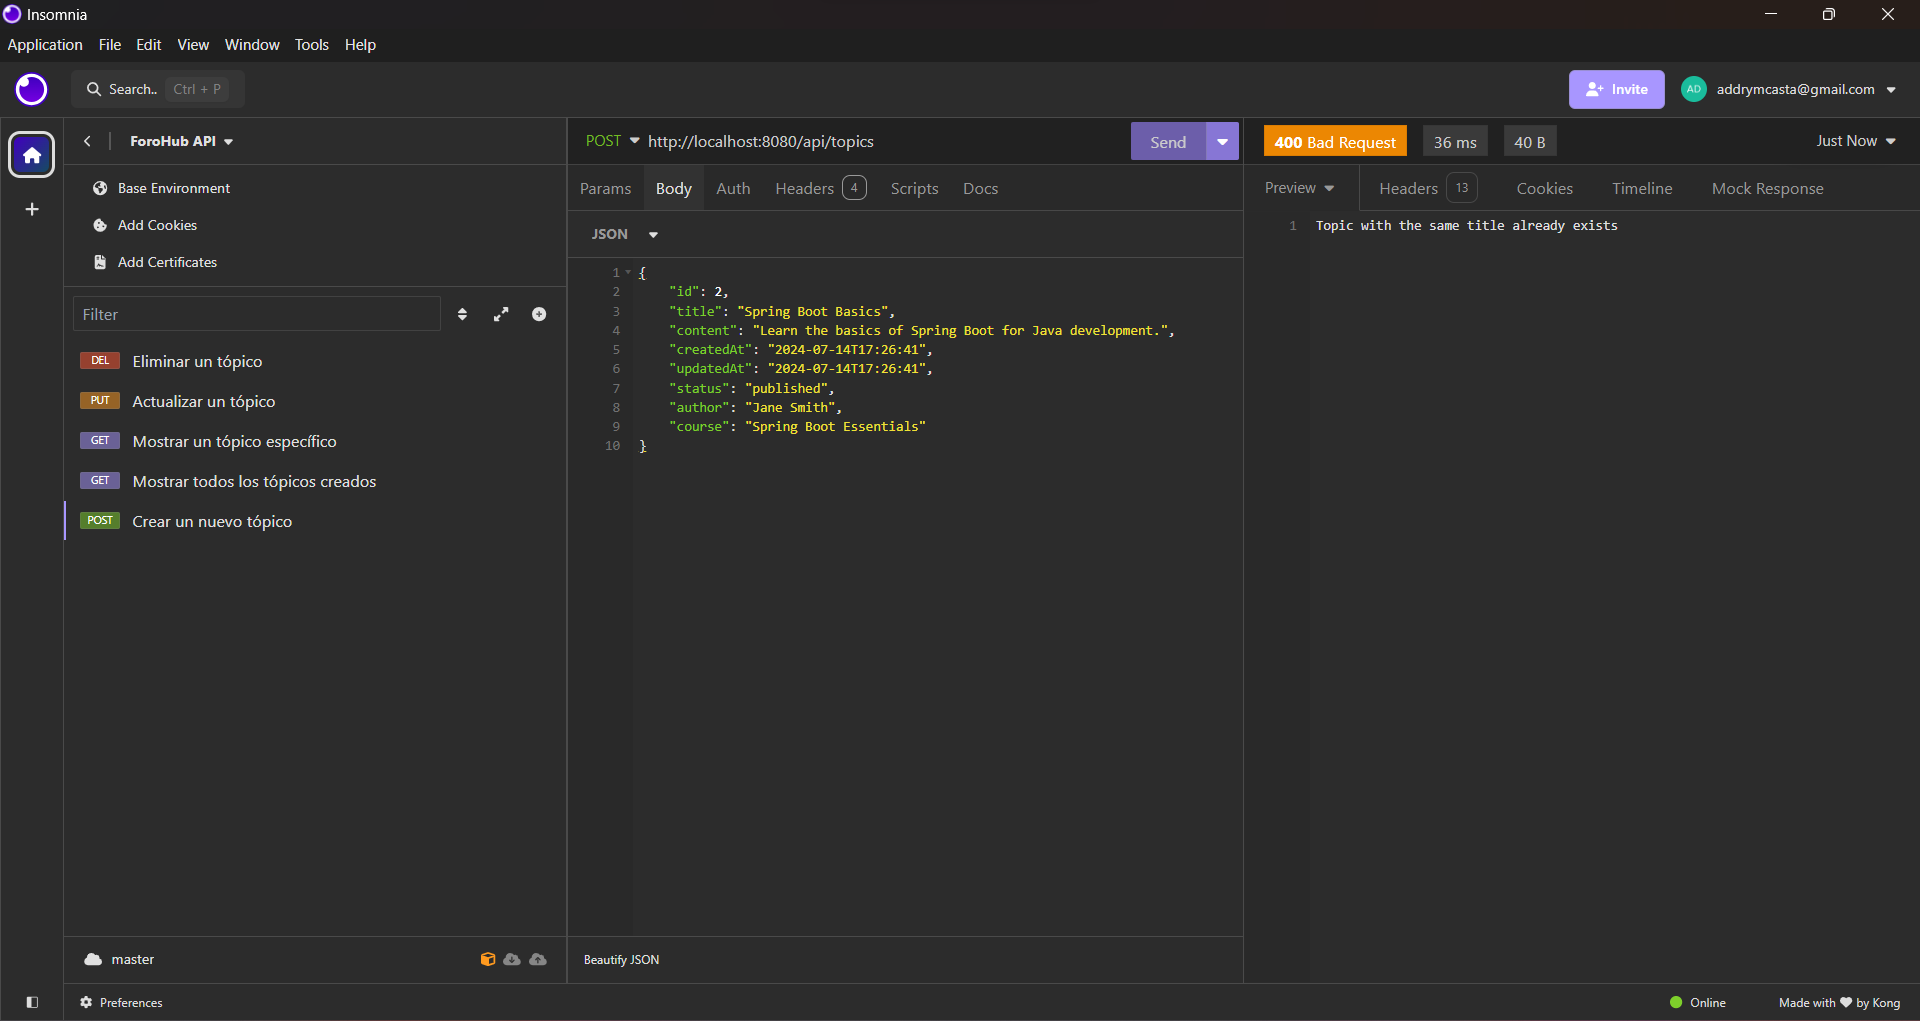 Insomnia
Application File Edit View Window Tools Help
Search.. Ctrl + P
Invite
AD addrymcasta@gmail.com
ForoHub API
POST http://localhost:8080/api/topics
Send
400 Bad Request 36 ms 40 B
Just Now
Base Environment
Add Cookies
Add Certificates
Filter
DEL Eliminar un tópico
PUT Actualizar un tópico
GET Mostrar un tópico específico
GET Mostrar todos los tópicos creados
POST Crear un nuevo tópico
Params Body Auth Headers 4 Scripts Docs
JSON
1 {
2 "id": 2,
3 "title": "Spring Boot Basics",
4 "content": "Learn the basics of Spring Boot for Java development.",
5 "createdAt": "2024-07-14T17:26:41",
6 "updatedAt": "2024-07-14T17:26:41",
7 "status": "published",
8 "author": "Jane Smith",
9 "course": "Spring Boot Essentials"
10 }
Preview Headers 13 Cookies Timeline Mock Response
1 Topic with the same title already exists
master
Beautify JSON
Preferences
Online
Made with ❤ by Kong